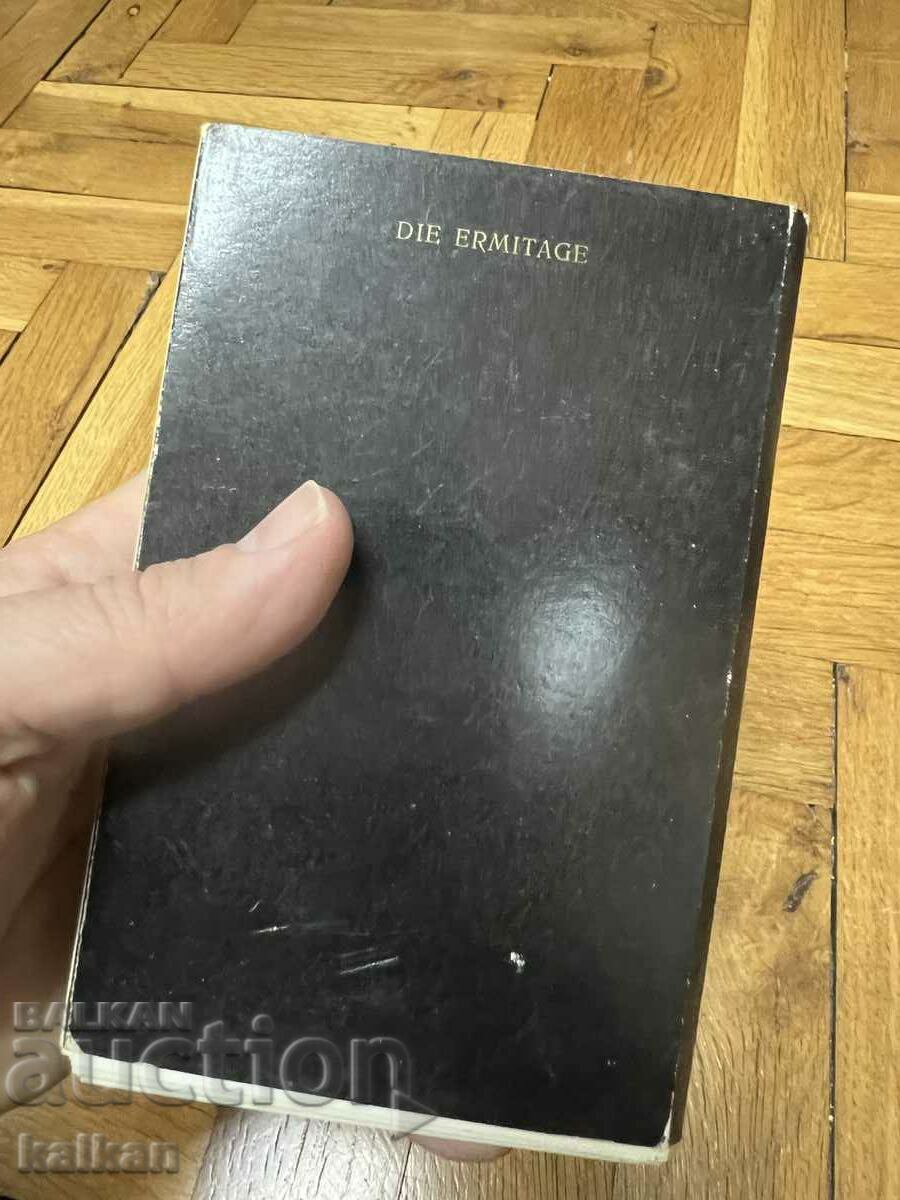 DIE ERMITAGE
BALKAN
auction
kalkan